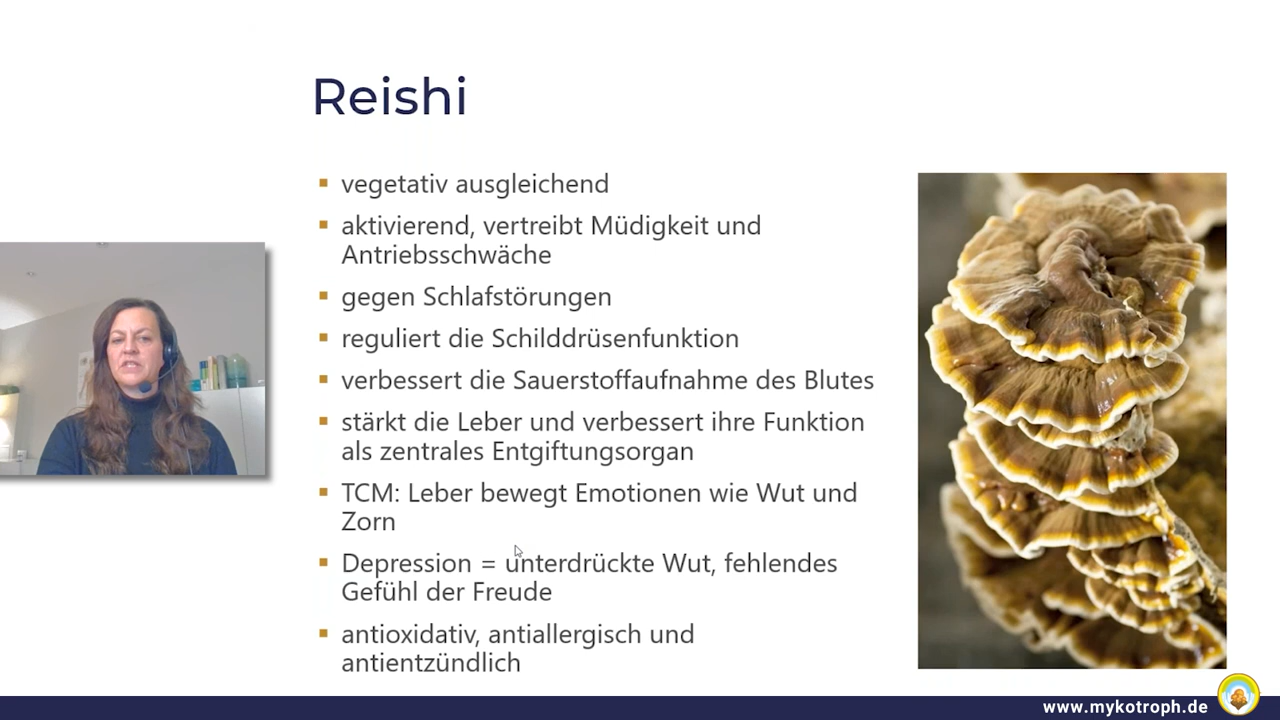 Reishi
vegetativ ausgleichend
aktivierend, vertreibt Müdigkeit und
Antriebsschwäche
gegen Schlafstörungen
reguliert die Schilddrüsenfunktion
verbessert die Sauerstoffaufnahme des Blutes
stärkt die Leber und verbessert ihre Funktion
als zentrales Entgiftungsorgan
TCM: Leber bewegt Emotionen wie Wut und
Zorn
Depression = unterdrückte Wut, fehlendes
Gefühl der Freude
antioxidativ, antiallergisch und
antientzündlich
www.mykotroph.de